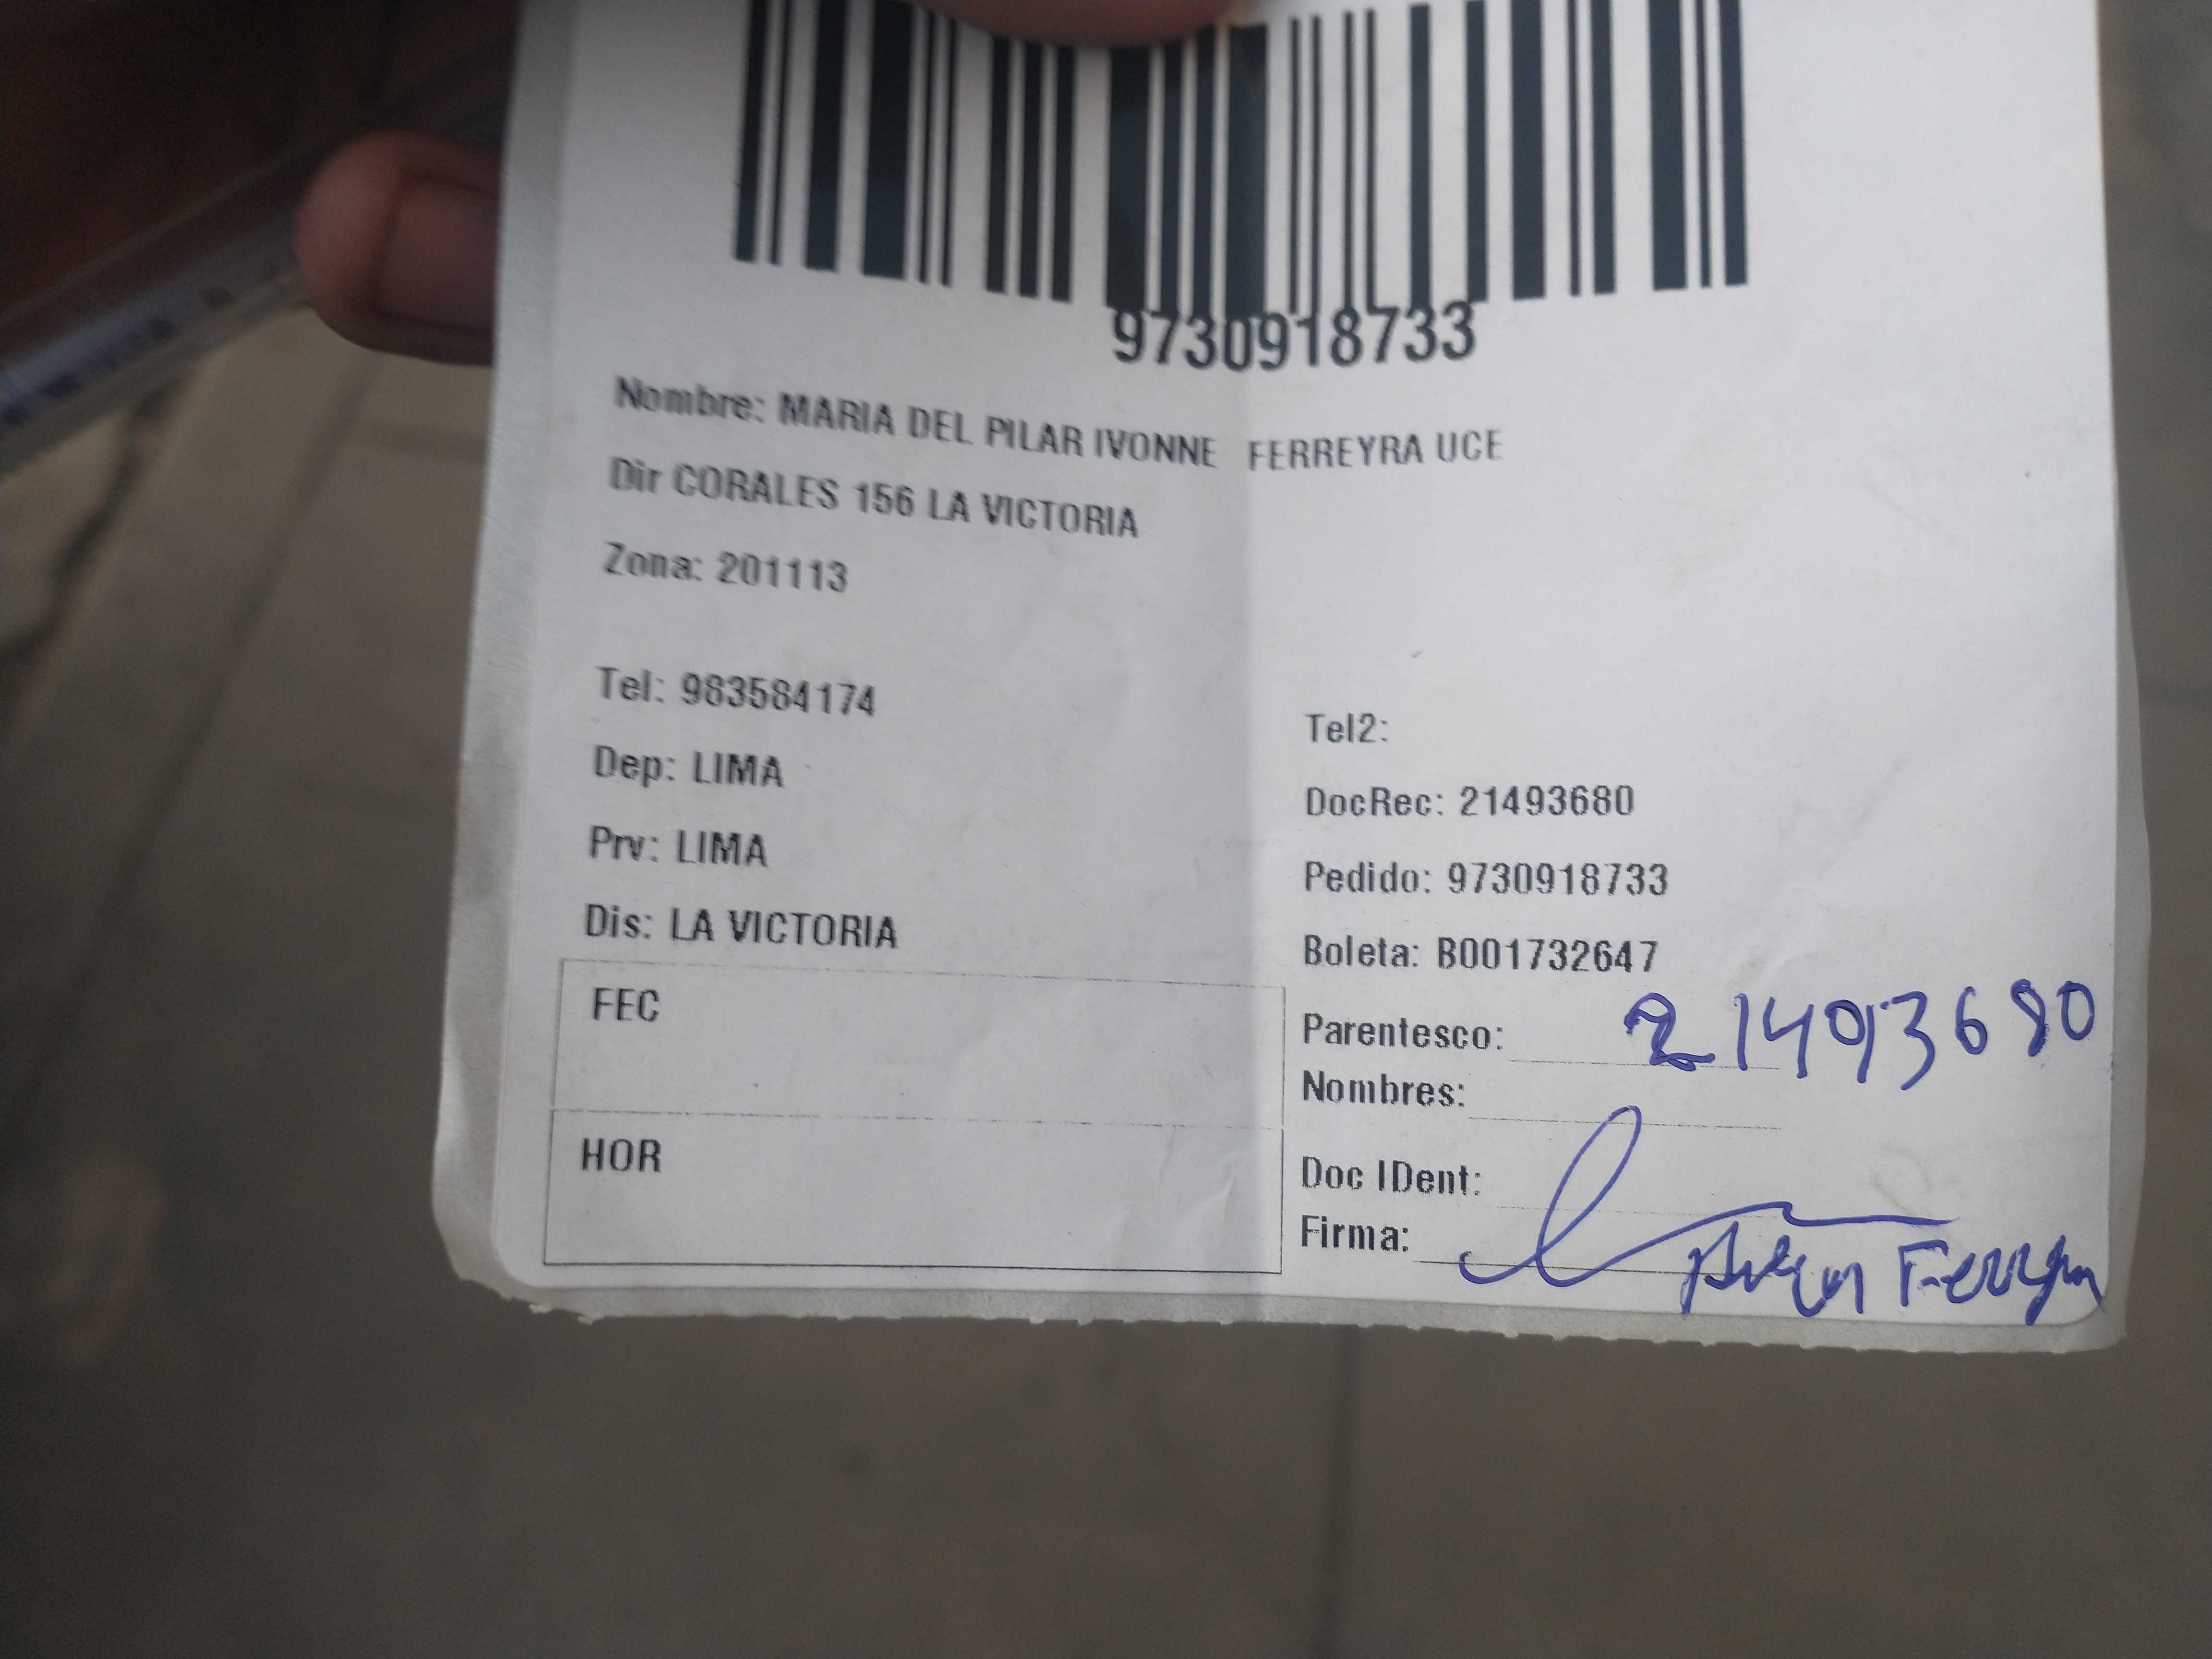 9730918733
Nombre: MARIA DEL PILAR IVONNE FERREYRA UCE
Dir CORALES 156 LA VICTORIA
Zona: 201113
Tel: 983584174
Tel2:
Dep: LIMA
DocRec: 21493680
Prv: LIMA
Pedido: 9730918733
Dis: LA VICTORIA
Boleta: B001732647
FEC
Parentesco: 21493680
Nombres:
HOR
Doc IDent:
Firma: